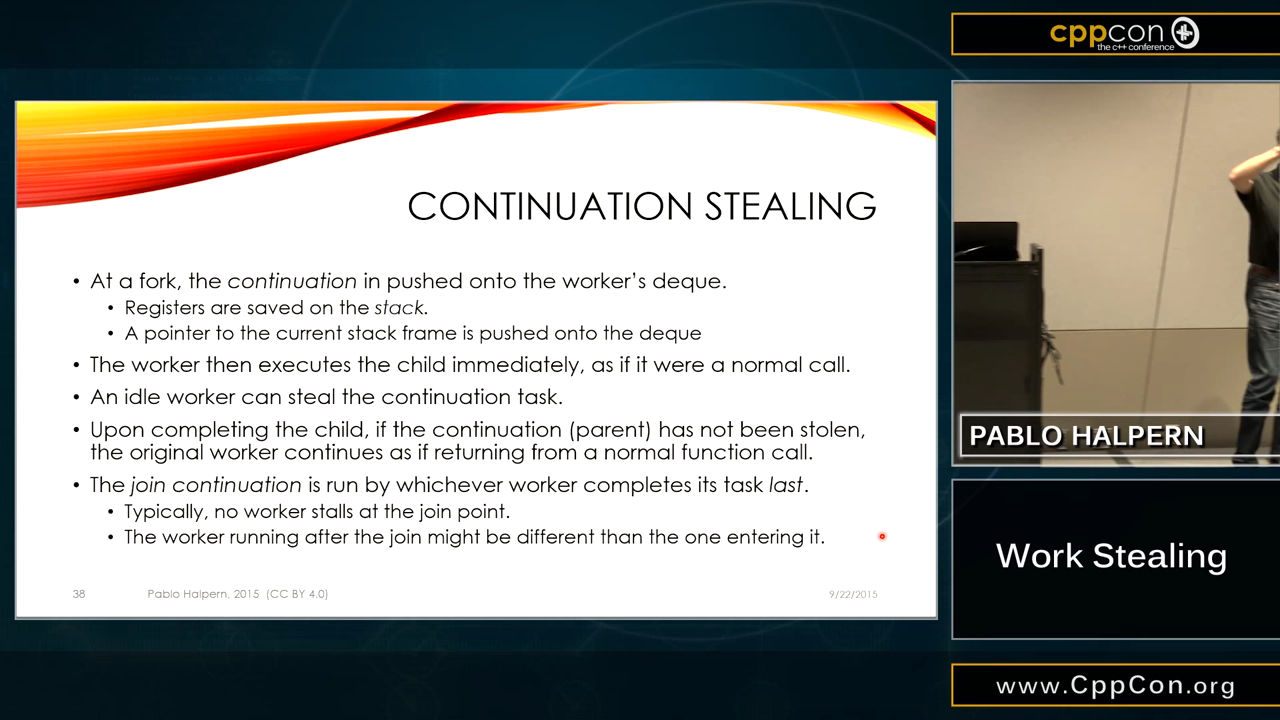 cppcon
the c++ conference
CONTINUATION STEALING
• At a fork, the continuation in pushed onto the worker’s deque.
• Registers are saved on the stack.
• A pointer to the current stack frame is pushed onto the deque
• The worker then executes the child immediately, as if it were a normal call.
• An idle worker can steal the continuation task.
• Upon completing the child, if the continuation (parent) has not been stolen,
the original worker continues as if returning from a normal function call.
• The join continuation is run by whichever worker completes its task last.
• Typically, no worker stalls at the join point.
• The worker running after the join might be different than the one entering it.
38
Pablo Halpern, 2015 (CC BY 4.0)
9/22/2015
PABLO HALPERN
Work Stealing
www.CppCon.org